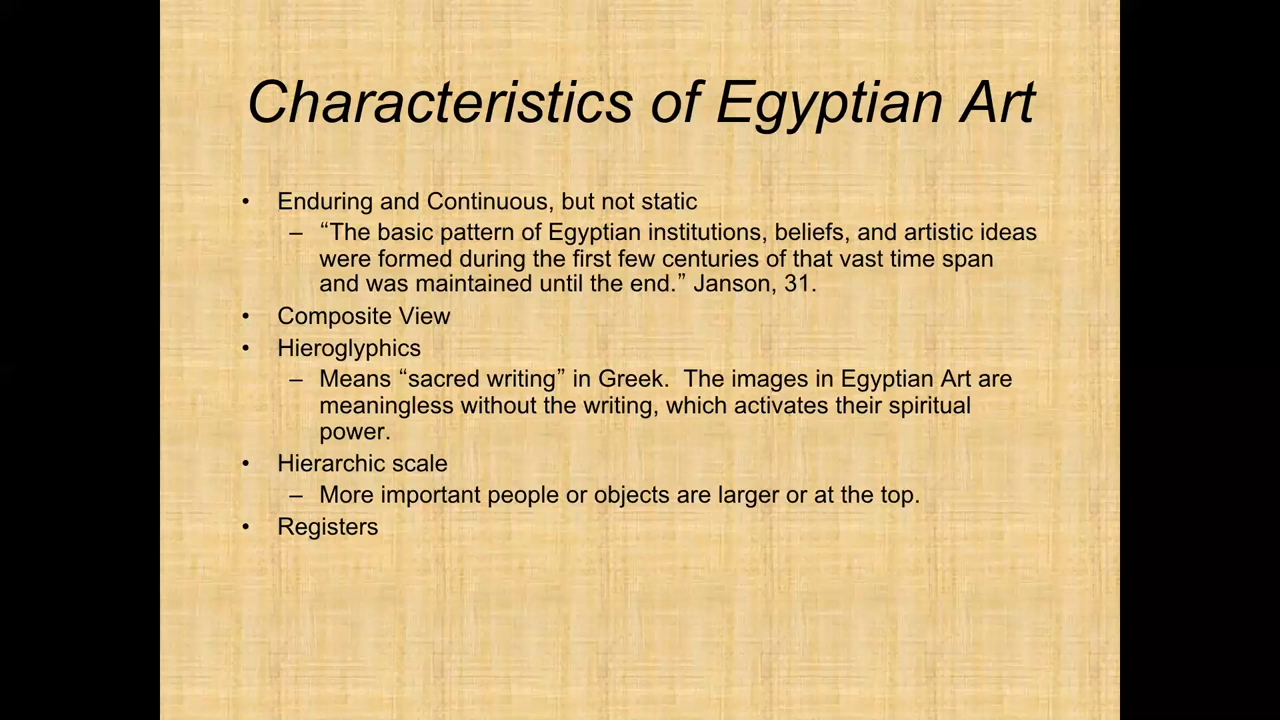 Characteristics of Egyptian Art
• Enduring and Continuous, but not static
– “The basic pattern of Egyptian institutions, beliefs, and artistic ideas
were formed during the first few centuries of that vast time span
and was maintained until the end.” Janson, 31.
• Composite View
• Hieroglyphics
– Means “sacred writing” in Greek.  The images in Egyptian Art are
meaningless without the writing, which activates their spiritual
power.
• Hierarchic scale
– More important people or objects are larger or at the top.
• Registers